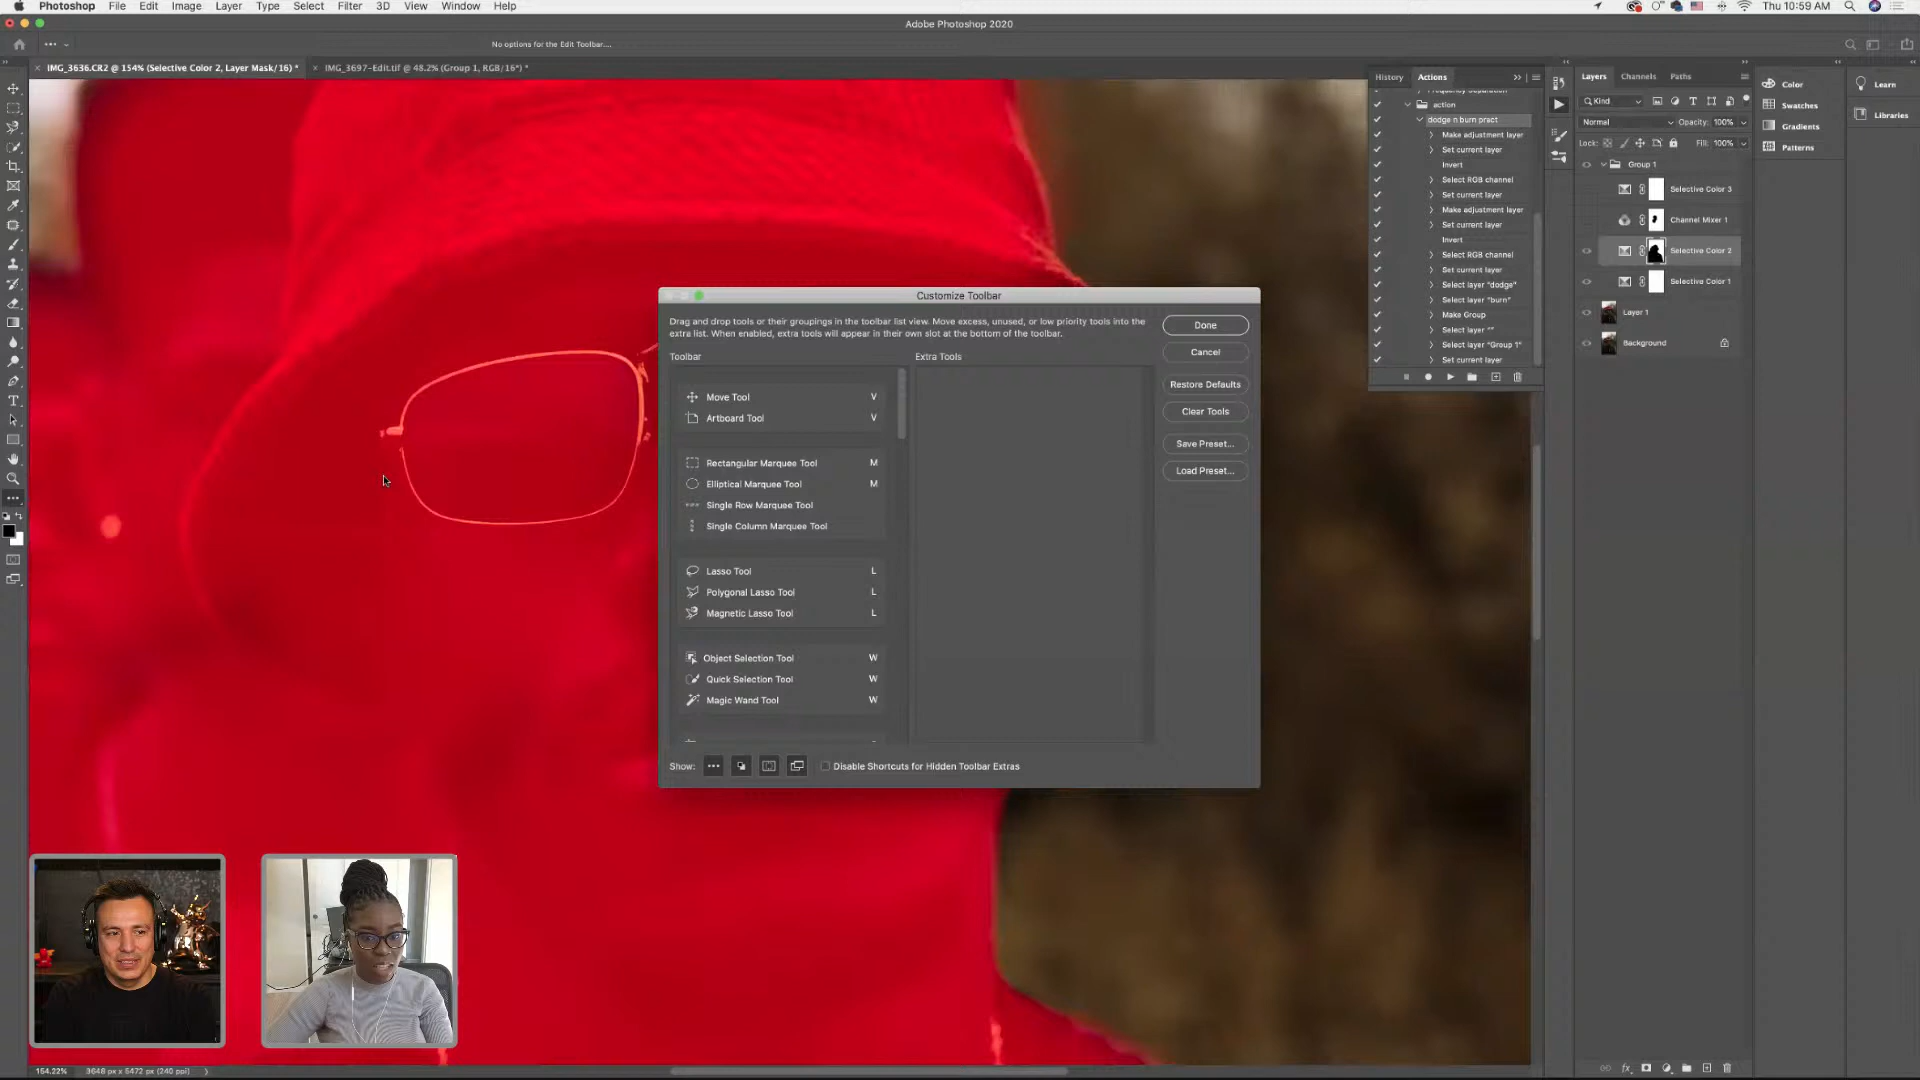 Photoshop File Edit Image Layer Type Select Filter 3D View Window Help
Thu 10:59 AM
Adobe Photoshop 2020
No options for the Edit Toolbar....
IMG_3636.CR2 @ 154% (Selective Color 2, Layer Mask/16) *
IMG_3697-Edit.tif @ 48.2% (Group 1, RGB/16*) *
History Actions
Frequency Separation
action
dodge n burn pract
Make adjustment layer
Set current layer
Invert
Select RGB channel
Set current layer
Make adjustment layer
Set current layer
Invert
Select RGB channel
Set current layer
Select layer "dodge"
Select layer "burn"
Make Group
Select layer ""
Select layer "Group 1"
Set current layer
Layers Channels Paths
Kind
Normal Opacity: 100%
Lock: Fill: 100%
Group 1
Selective Color 3
Channel Mixer 1
Selective Color 2
Selective Color 1
Layer 1
Background
Color
Swatches
Gradients
Patterns
Learn
Libraries
Customize Toolbar
Drag and drop tools or their groupings in the toolbar list view. Move excess, unused, or low priority tools into the
extra list. When enabled, extra tools will appear in their own slot at the bottom of the toolbar.
Toolbar
Extra Tools
Move Tool V
Artboard Tool V
Rectangular Marquee Tool M
Elliptical Marquee Tool M
Single Row Marquee Tool
Single Column Marquee Tool
Lasso Tool L
Polygonal Lasso Tool L
Magnetic Lasso Tool L
Object Selection Tool W
Quick Selection Tool W
Magic Wand Tool W
Done
Cancel
Restore Defaults
Clear Tools
Save Preset...
Load Preset...
Show:
Disable Shortcuts for Hidden Toolbar Extras
154.22% 3648 px x 5472 px (240 ppi)
fx